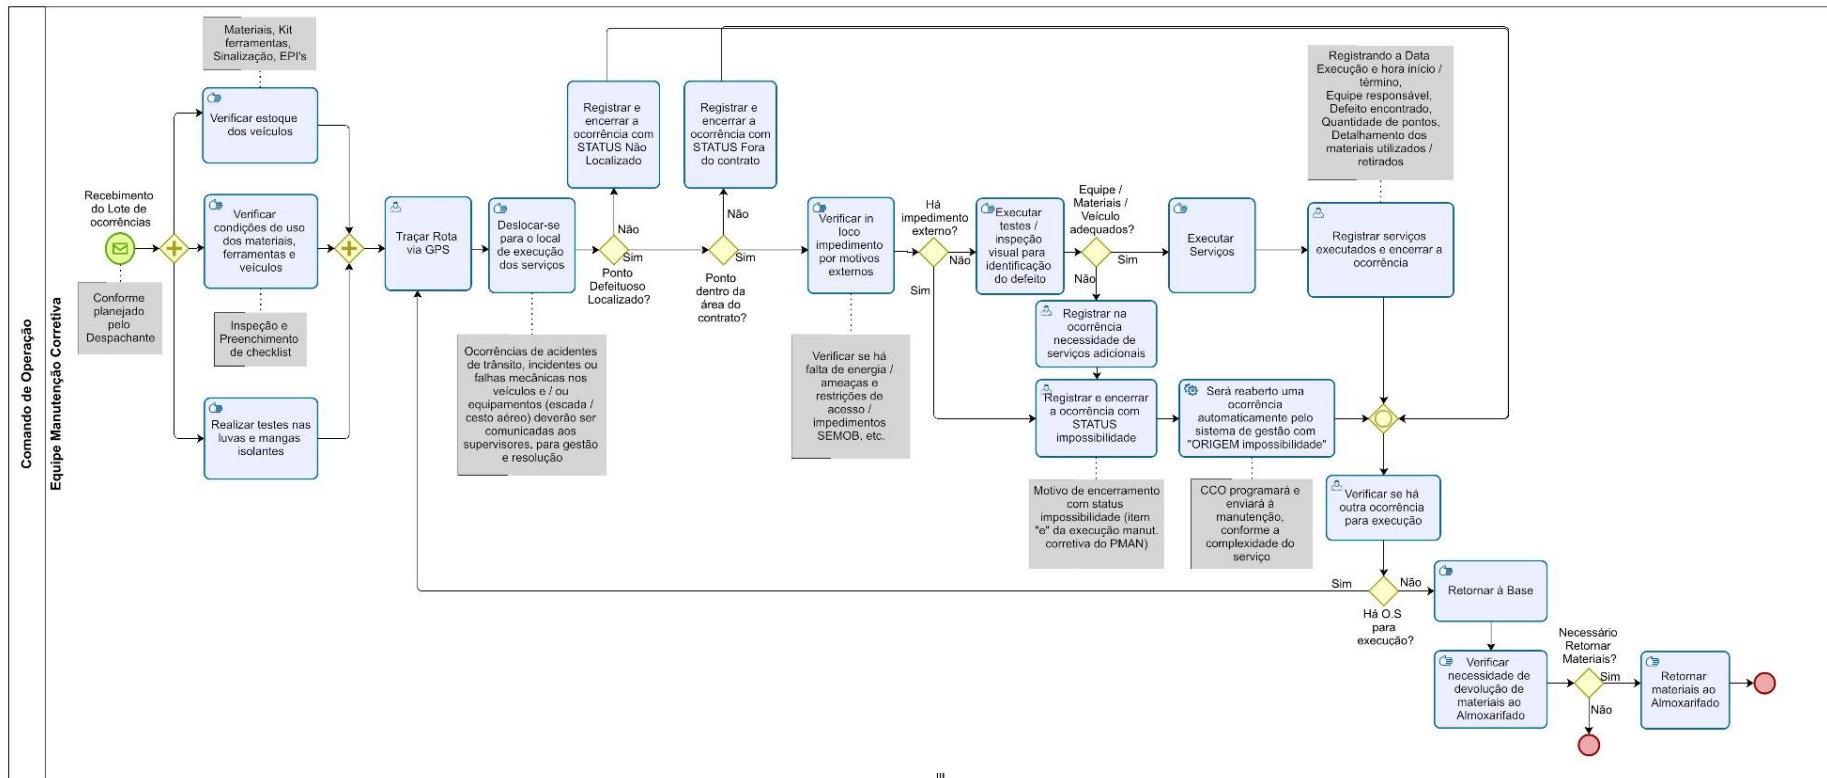 Comando de Operação
Equipe Manutenção Corretiva
Recebimento
do Lote de
ocorrências
Conforme
planejado
pelo
Despachante
Materiais, Kit
ferramentas,
Sinalização, EPI's
Verificar estoque
dos veículos
Verificar
condições de uso
dos materiais,
ferramentas e
veículos
Inspeção e
Preenchimento
de checklist
Realizar testes nas
luvas e mangas
isolantes
Traçar Rota
via GPS
Deslocar-se
para o local
de execução
dos serviços
Ocorrências de acidentes
de trânsito, incidentes ou
falhas mecânicas nos
veículos e / ou
equipamentos (escada /
cesto aéreo) deverão ser
comunicadas aos
supervisores, para gestão
e resolução
Registrar e
encerrar a
ocorrência com
STATUS Não
Localizado
Não
Sim
Ponto
Defeituoso
Localizado?
Registrar e
encerrar a
ocorrência com
STATUS Fora
do contrato
Não
Sim
Ponto
dentro da
área do
contrato?
Verificar in
loco
impedimento
por motivos
externos
Verificar se há
falta de energia /
ameaças e
restrições de
acesso /
impedimentos
SEMOB, etc.
Há
impedimento
externo?
Não
Sim
Executar
testes /
inspeção
visual para
identificação
do defeito
Equipe /
Materiais /
Veículo
adequados?
Sim
Não
Registrar na
ocorrência
necessidade de
serviços adicionais
Registrar e encerrar
a ocorrência com
STATUS
impossibilidade
Motivo de encerramento
com status
impossibilidade (item
"e" da execução manut.
corretiva do PMAN)
Executar
Serviços
Será reaberto uma
ocorrência
automaticamente pelo
sistema de gestão com
"ORIGEM impossibilidade"
CCO programará e
enviará à
manutenção,
conforme a
complexidade do
serviço
Registrando a Data
Execução e hora início /
término,
Equipe responsável,
Defeito encontrado,
Quantidade de pontos,
Detalhamento dos
materiais utilizados /
retirados
Registrar serviços
executados e encerrar a
ocorrência
Verificar se há
outra ocorrência
para execução
Sim
Não
Há O.S
para
execução?
Retornar à Base
Verificar
necessidade de
devolução de
materiais ao
Almoxarifado
Necessário
Retornar
Materiais?
Sim
Não
Retornar
materiais ao
Almoxarifado